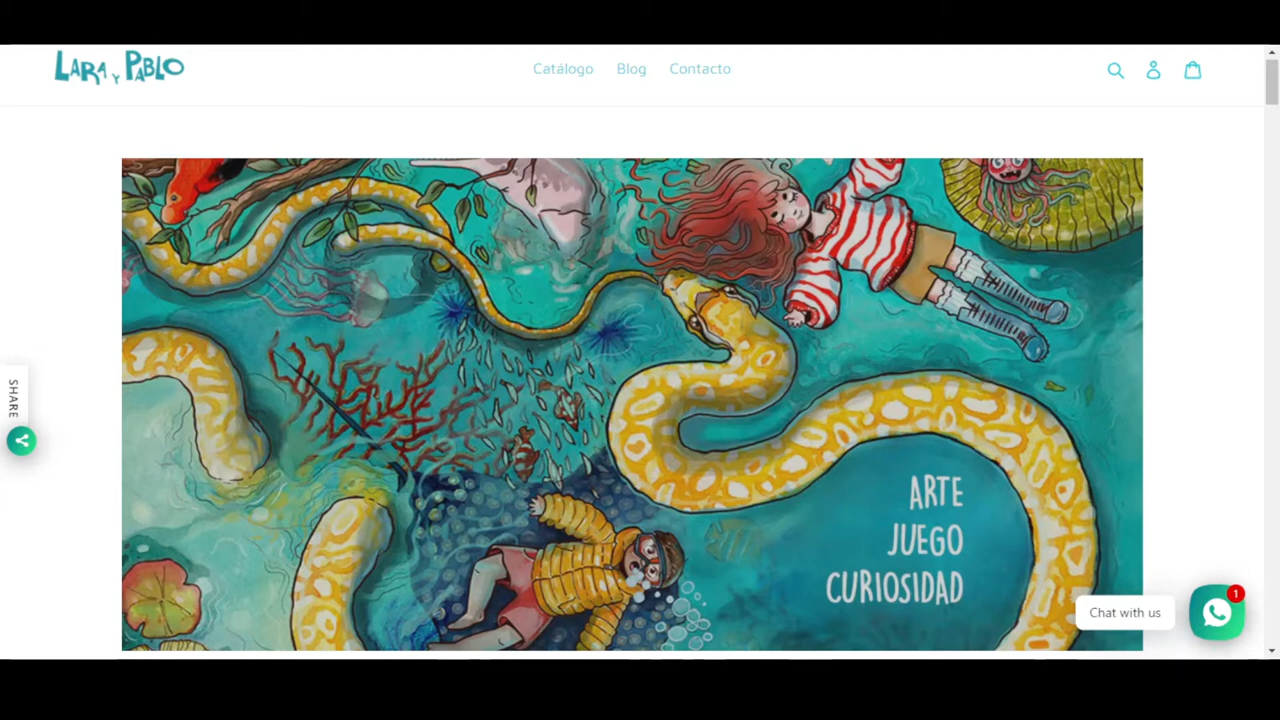 LARA Y PABLO
Catálogo Blog Contacto
SHARE
ARTE
JUEGO
CURIOSIDAD
Chat with us
1